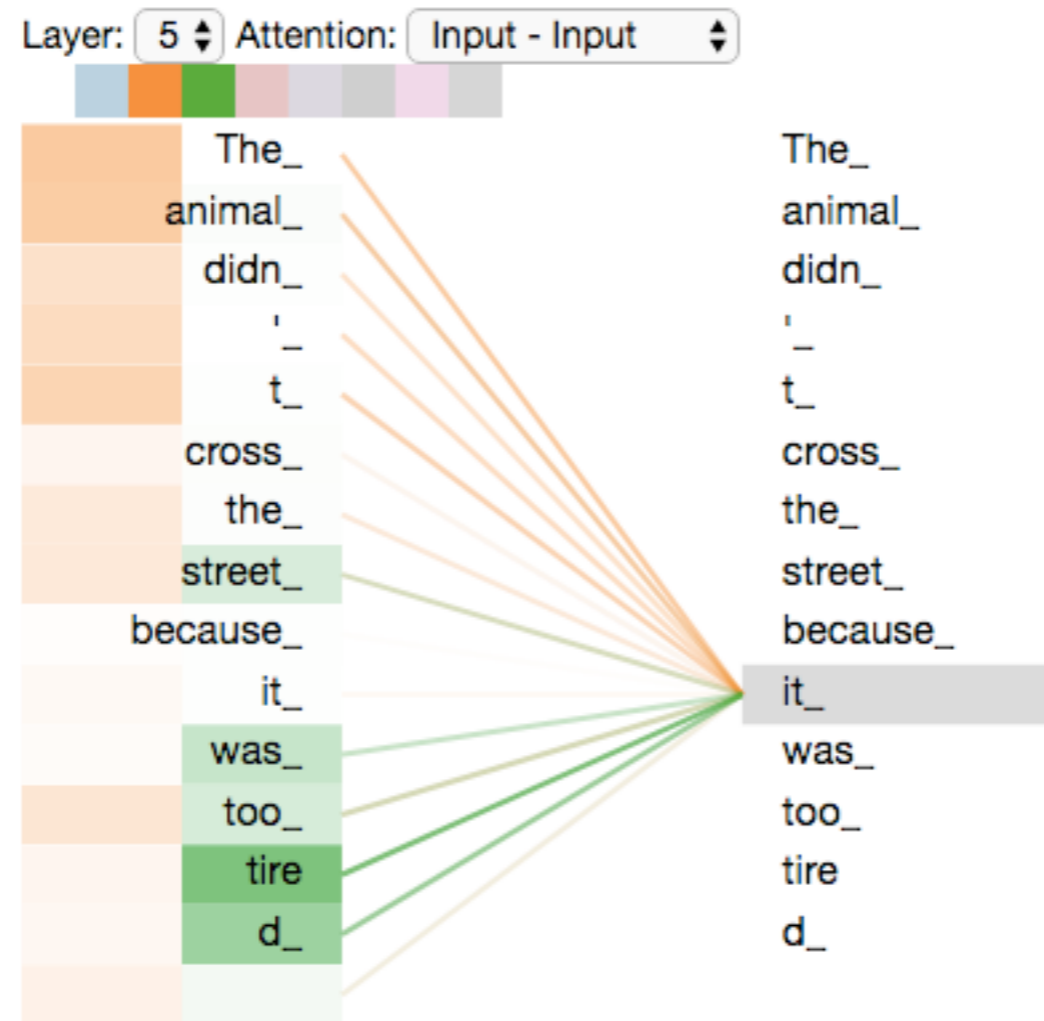 Layer: 5 Attention: Input - Input
The_ The_
animal_ animal_
didn_ didn_
'_ '_
t_ t_
cross_ cross_
the_ the_
street_ street_
because_ because_
it_ it_
was_ was_
too_ too_
tire tire
d_ d_